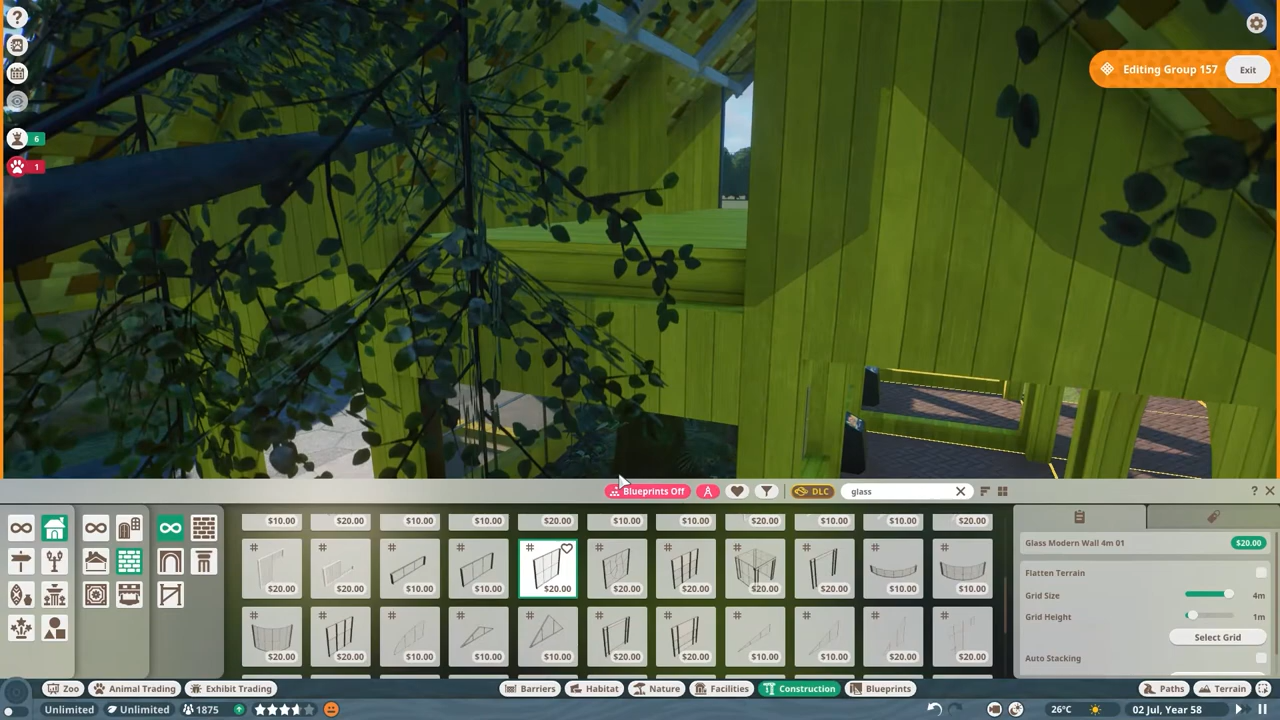 ?
Editing Group 157
Exit
6
1
Blueprints Off
DLC
glass
?
$10.00 $20.00 $10.00 $10.00 $20.00 $10.00 $20.00 $10.00 $20.00 $10.00 $20.00
$20.00 $20.00 $10.00 $10.00 $20.00 $20.00 $20.00 $20.00 $20.00 $10.00 $10.00
$20.00 $20.00 $10.00 $10.00 $10.00 $20.00 $20.00 $10.00 $10.00 $20.00 $20.00
Glass Modern Wall 4m 01
$20.00
Flatten Terrain
Grid Size 4m
Grid Height 1m
Select Grid
Auto Stacking
Zoo Animal Trading Exhibit Trading Barriers Habitat Nature Facilities Construction Blueprints Paths Terrain
Unlimited Unlimited 1875 26°C 02 Jul, Year 58